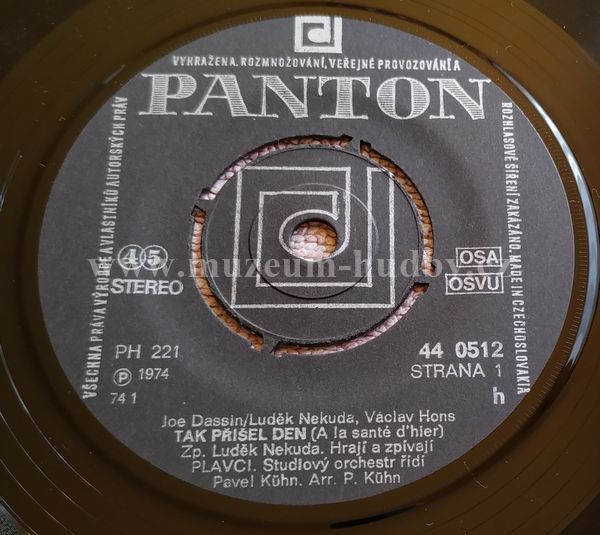 VYHRAŽENA. ROZMNOŽOVÁNÍ, VEŘEJNÉ PROVOZOVÁNÍ A
PANTON
VŠECHNA PRÁVA VÝROBCE A VLASTNÍKŮ AUTORSKÝCH PRÁV
ROZHLASOVÉ ŠÍŘENÍ ZAKÁZÁNO. MADE IN CZECHOSLOVAKIA
www.muzeum-hudby.cz
45
STEREO
OSA
OSVU
PH 221
Ⓟ 1974
74 1
44 0512
STRANA 1
h
Joe Dassin/Luděk Nekuda, Václav Hons
TAK PŘIŠEL DEN (A la santé d'hier)
Zp. Luděk Nekuda. Hrají a zpívají
PLAVCI. Studiový orchestr řídí
Pavel Kühn. Arr. P. Kühn